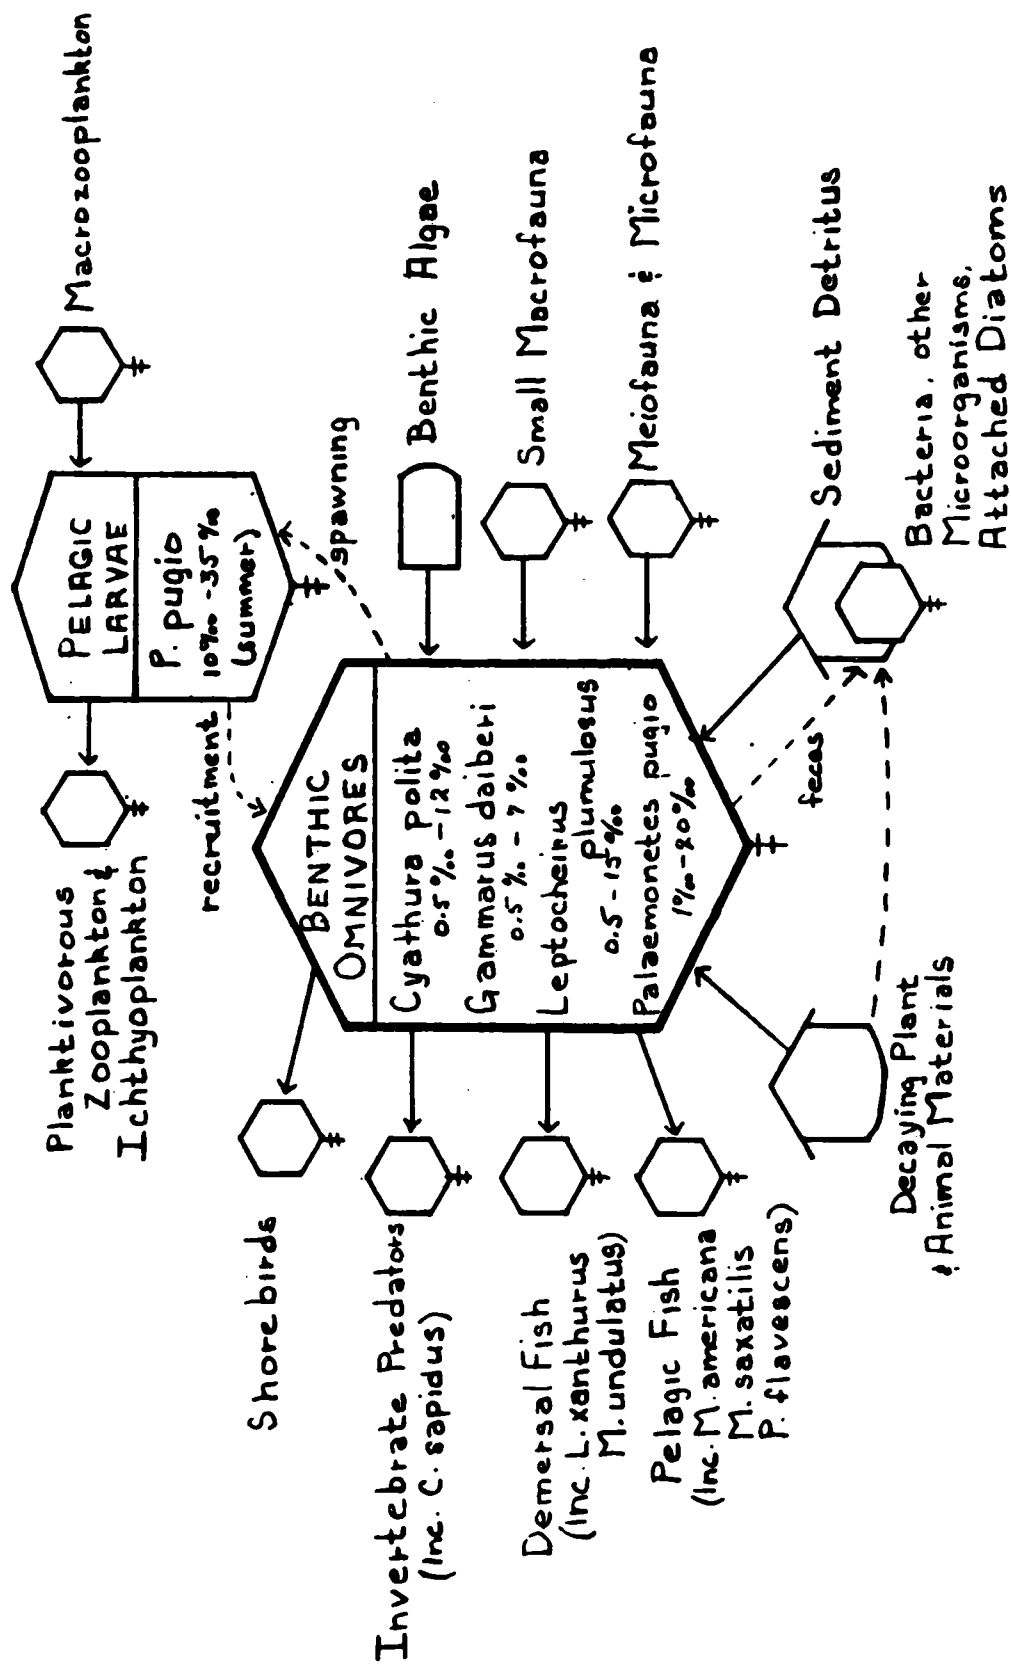 Macrozooplankton
PELAGIC
LARVAE
P. pugio
10‰-35‰
(summer)
Planktivorous
Zooplankton &
Ichthyoplankton
recruitment
spawning
BENTHIC
OMNIVORES
Cyathura polita
0.5‰-12‰
Gammarus daiberi
0.5‰-7‰
Leptocheirus
plumulosus
0.5-15‰
Palaemonetes pugio
1‰-20‰
Benthic Algae
Small Macrofauna
Meiofauna & Microfauna
Sediment Detritus
Bacteria, other
Microorganisms,
Attached Diatoms
feces
Decaying Plant
& Animal Materials
Shorebirds
Invertebrate Predators
(Inc. C. sapidus)
Demersal Fish
(Inc. L. xanthurus
M. undulatus)
Pelagic Fish
(Inc. M. americana
M. saxatilis
P. flavescens)